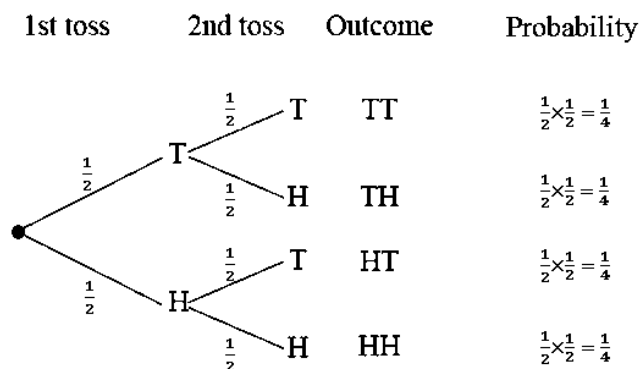 1st toss 2nd toss Outcome Probability
1/2 T TT 1/2×1/2=1/4
T
1/2
1/2 H TH 1/2×1/2=1/4
1/2 T HT 1/2×1/2=1/4
1/2
H
1/2 H HH 1/2×1/2=1/4